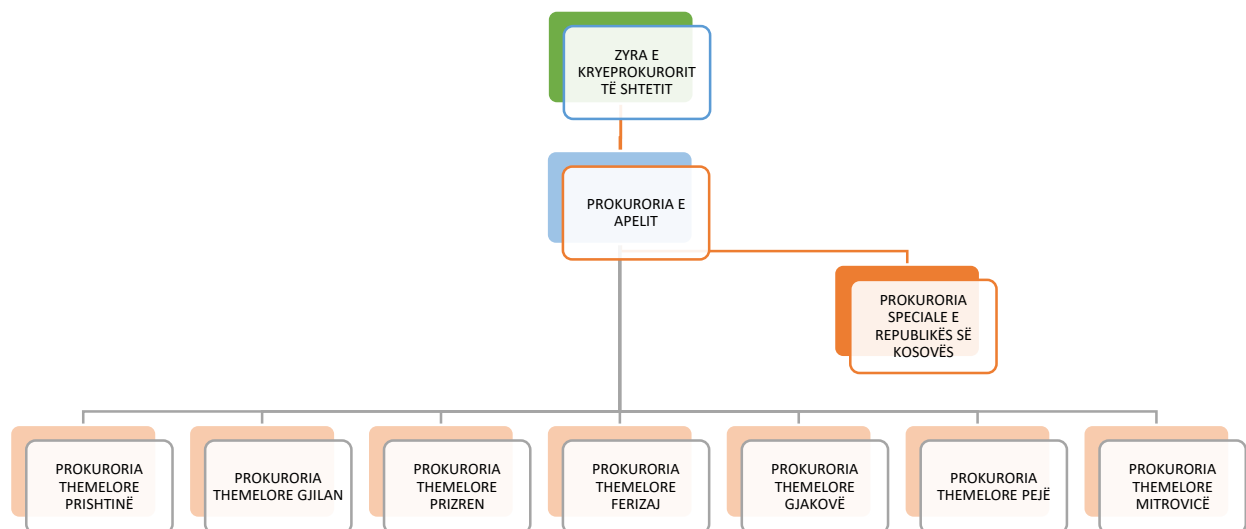 ZYRA E
KRYEPROKURORIT
TË SHTETIT
PROKURORIA E
APELIT
PROKURORIA
SPECIALE E
REPUBLIKËS SË
KOSOVËS
PROKURORIA
THEMELORE
PRISHTINË
PROKURORIA
THEMELORE GJILAN
PROKURORIA
THEMELORE
PRIZREN
PROKURORIA
THEMELORE
FERIZAJ
PROKURORIA
THEMELORE
GJAKOVË
PROKURORIA
THEMELORE PEJË
PROKURORIA
THEMELORE
MITROVICË